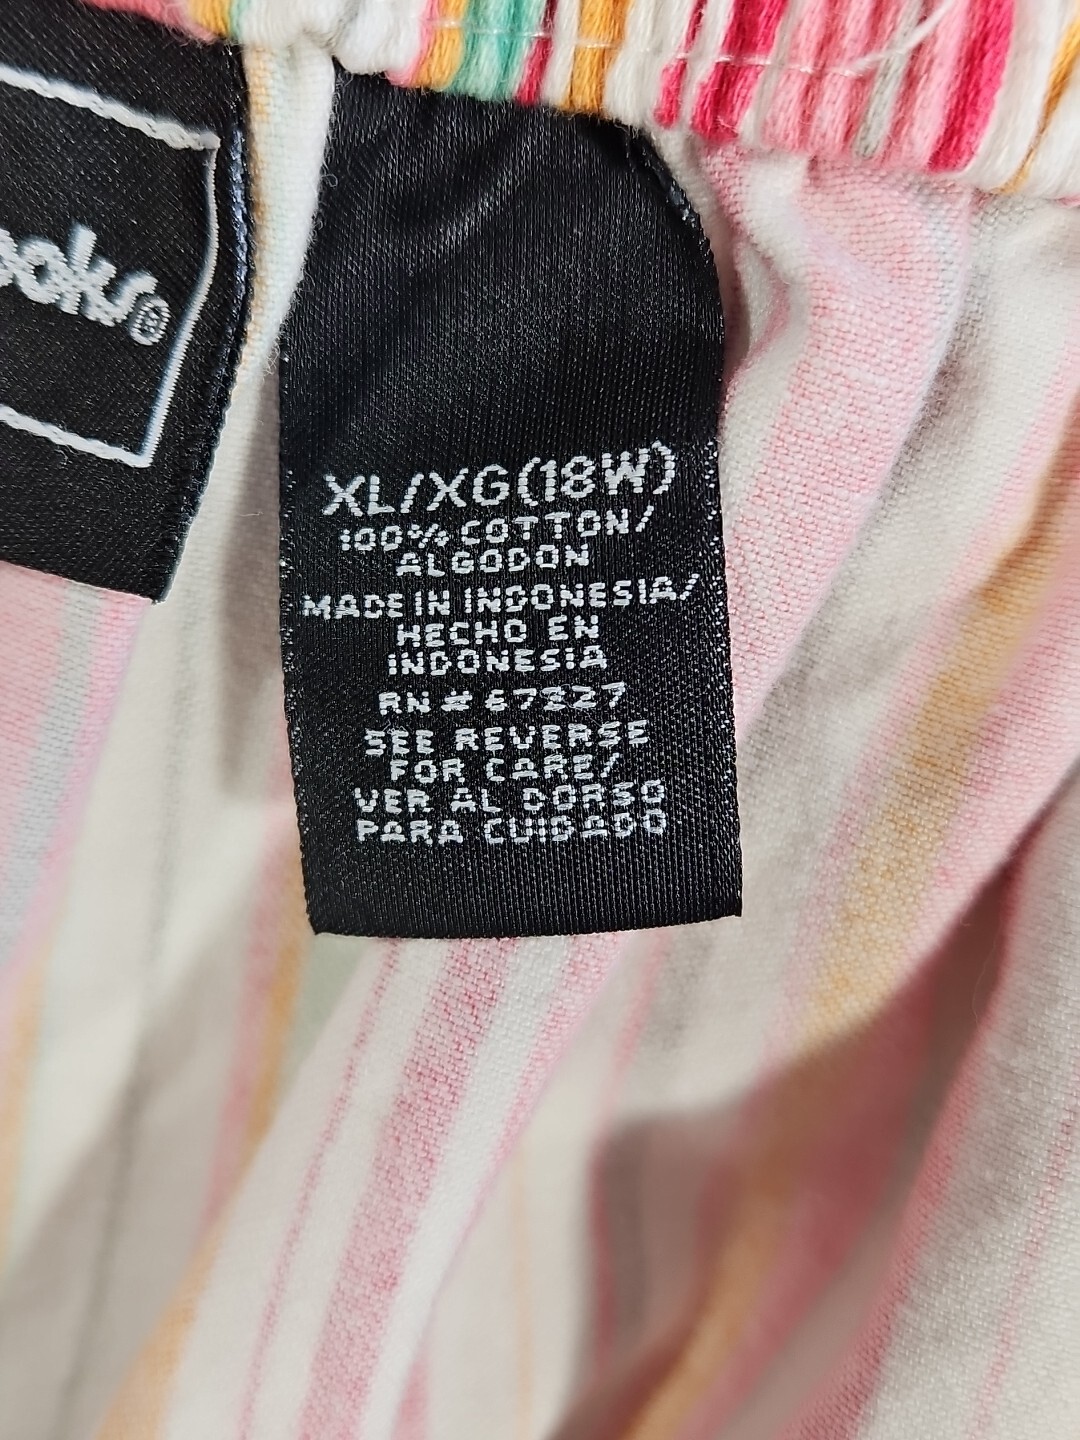 XL/XG(18W)
100% COTTON/
ALGODON
MADE IN INDONESIA/
HECHO EN
INDONESIA
RN # 67327
SEE REVERSE
FOR CARE/
VER AL DORSO
PARA CUIDADO